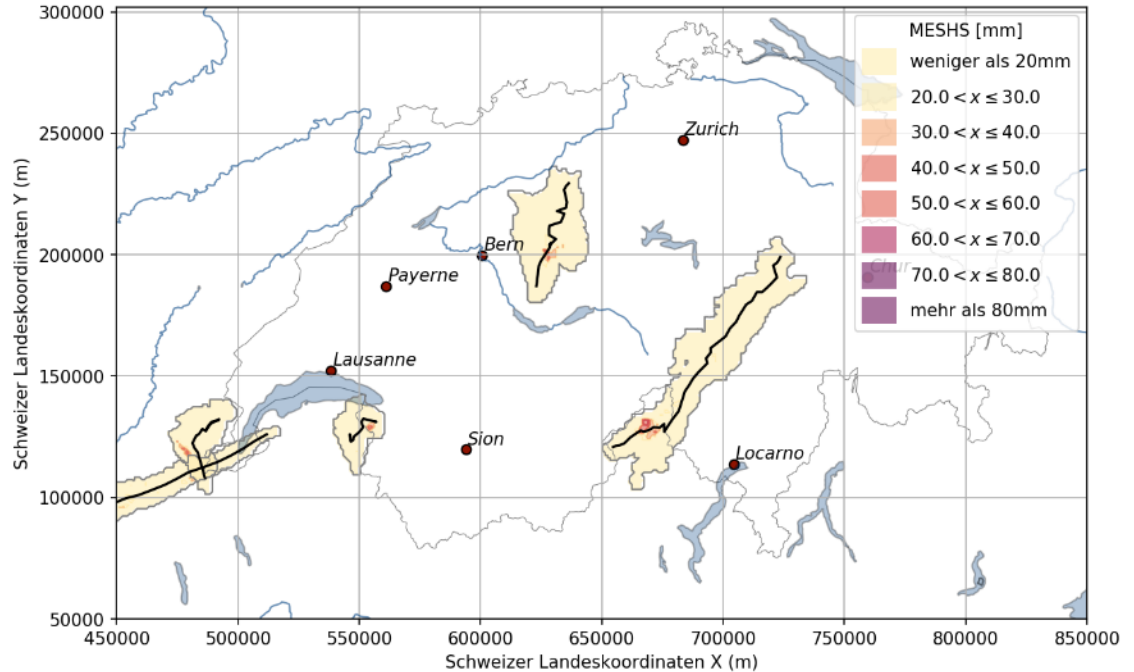 300000
250000
200000
150000
100000
50000
Schweizer Landeskoordinaten Y (m)
MESHS [mm]
weniger als 20mm
20.0 < x ≤ 30.0
30.0 < x ≤ 40.0
40.0 < x ≤ 50.0
50.0 < x ≤ 60.0
60.0 < x ≤ 70.0
70.0 < x ≤ 80.0
mehr als 80mm
Zurich
Bern
Chur
Payerne
Lausanne
Sion
Locarno
450000 500000 550000 600000 650000 700000 750000 800000 850000
Schweizer Landeskoordinaten X (m)